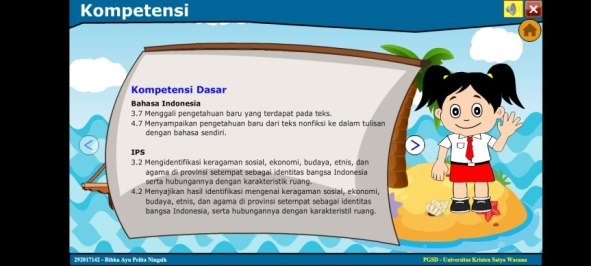 Kompetensi
Kompetensi Dasar
Bahasa Indonesia
3.7 Menggali pengetahuan baru yang terdapat pada teks.
4.7 Menyampaikan pengetahuan baru dari teks nonfiksi ke dalam tulisan
dengan bahasa sendiri.
IPS
3.2 Mengidentifikasi keragaman sosial, ekonomi, budaya, etnis, dan
agama di provinsi setempat sebagai identitas bangsa Indonesia
serta hubungannya dengan karakteristik ruang.
4.2 Menyajikan hasil identifikasi mengenai keragaman sosial, ekonomi,
budaya, etnis, dan agama di provinsi setempat sebagai identitas
bangsa Indonesia, serta hubungannya dengan karakteristil ruang.
292017142 - Ribka Ayu Pelita Ningsih
PGSD - Universitas Kristen Satya Wacana